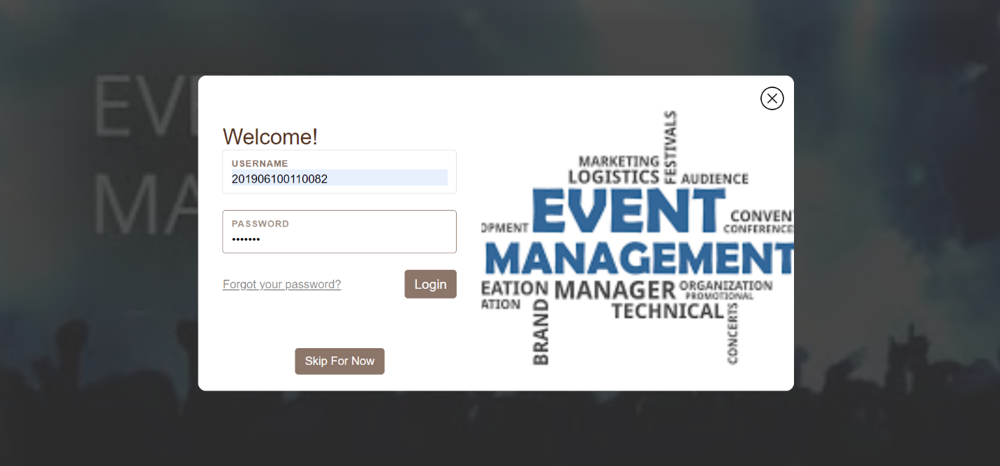 EV
MA
Welcome!
USERNAME
201906100110082
PASSWORD
•••••••
Forgot your password?
Login
Skip For Now
FESTIVALS
MARKETING
LOGISTICS
AUDIENCE
EVENT
CONVENT
OPMENT
CONFERENCES
MANAGEMENT
EATION
MANAGER
ORGANIZATION
PROMOTIONAL
ATION
TECHNICAL
BRAND
CONCERTS